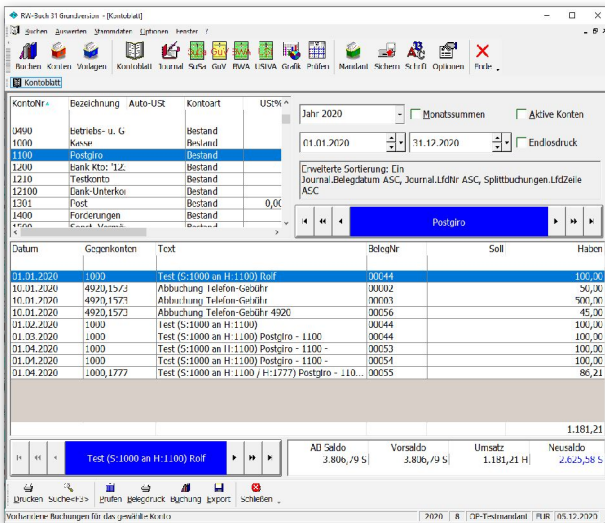 RW-Buch 31 Grundversion - [Kontoblatt]
Buchen Auswerten Stammdaten Optionen Fenster ?
Buchen Konten Vorlagen Kontoblatt Journal SuSa GuV BWA UStVA Grafik Prüfen Mandant Sichern Schrift Optionen Ende
Kontoblatt
KontoNr Bezeichnung Auto-USt Kontoart USt%
0490 Betriebs- u. G Bestand
1000 Kasse Bestand
1100 Postgiro Bestand
1200 Bank Kto: '12. Bestand
1210 Testkonto Bestand
12100 Bank-Unterkon Bestand
1301 Post Bestand 0,00
1400 Forderungen Bestand
Jahr 2020 Monatssummen Aktive Konten
01.01.2020 31.12.2020 Endlosdruck
Erweiterte Sortierung: Ein
Journal.Belegdatum ASC, Journal.LfdNr ASC, Splittbuchungen.LfdZeile
ASC
Postgiro
Datum Gegenkonten Text BelegNr Soll Haben
01.01.2020 1000 Test (S:1000 an H:1100) Rolf 00044 100,00
10.01.2020 4920,1573 Abbuchung Telefon-Gebühr 00002 50,00
10.01.2020 4920,1573 Abbuchung Telefon-Gebühr 00003 500,00
10.01.2020 4920,1573 Abbuchung Telefon-Gebühr 4920 00056 45,00
01.02.2020 1000 Test (S:1000 an H:1100) 00044 100,00
01.03.2020 1000 Test (S:1000 an H:1100) Postgiro - 1100 00044 100,00
01.04.2020 1000 Test (S:1000 an H:1100) Postgiro - 1100 - 00053 100,00
01.04.2020 1000 Test (S:1000 an H:1100) Postgiro - 1100 - 00054 100,00
01.04.2020 1000,1777 Test (S:1000 an H:1100 / H:1777) Postgiro - 110... 00055 86,21
1.181,21
Test (S:1000 an H:1100) Rolf
AB Saldo Vorsaldo Umsatz Neusaldo
3.806,79 S 3.806,79 S 1.181,21 H 2.625,58 S
Drucken Suche<F3> Prüfen Belegdruck Buchung Export Schließen
Vorhandene Buchungen für das gewählte Konto 2020 8 OP-Testmandant EUR 05.12.2020